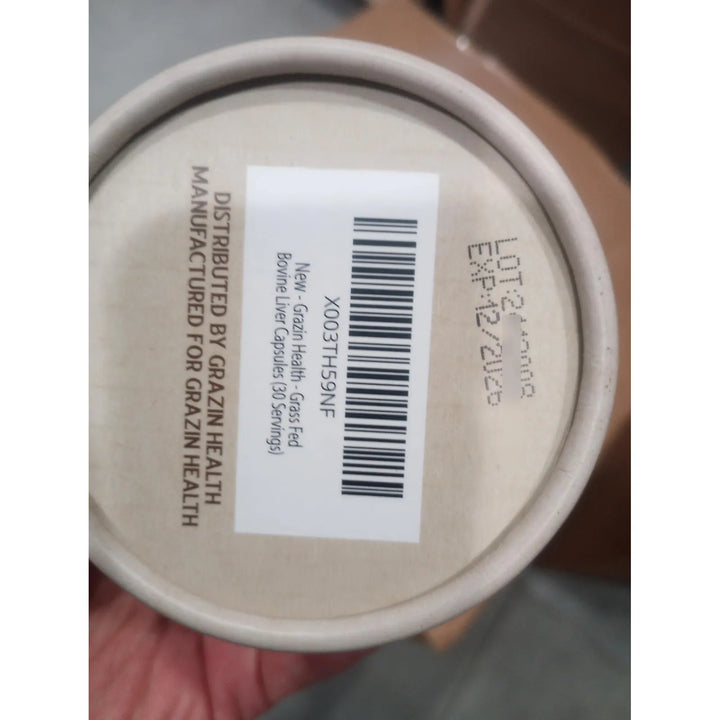 DISTRIBUTED BY GRAZIN HEALTH
MANUFACTURED FOR GRAZIN HEALTH
X003TH59NF
New - Grazin Health - Grass Fed
Bovine Liver Capsules (30 Servings)
EXP:12/2026